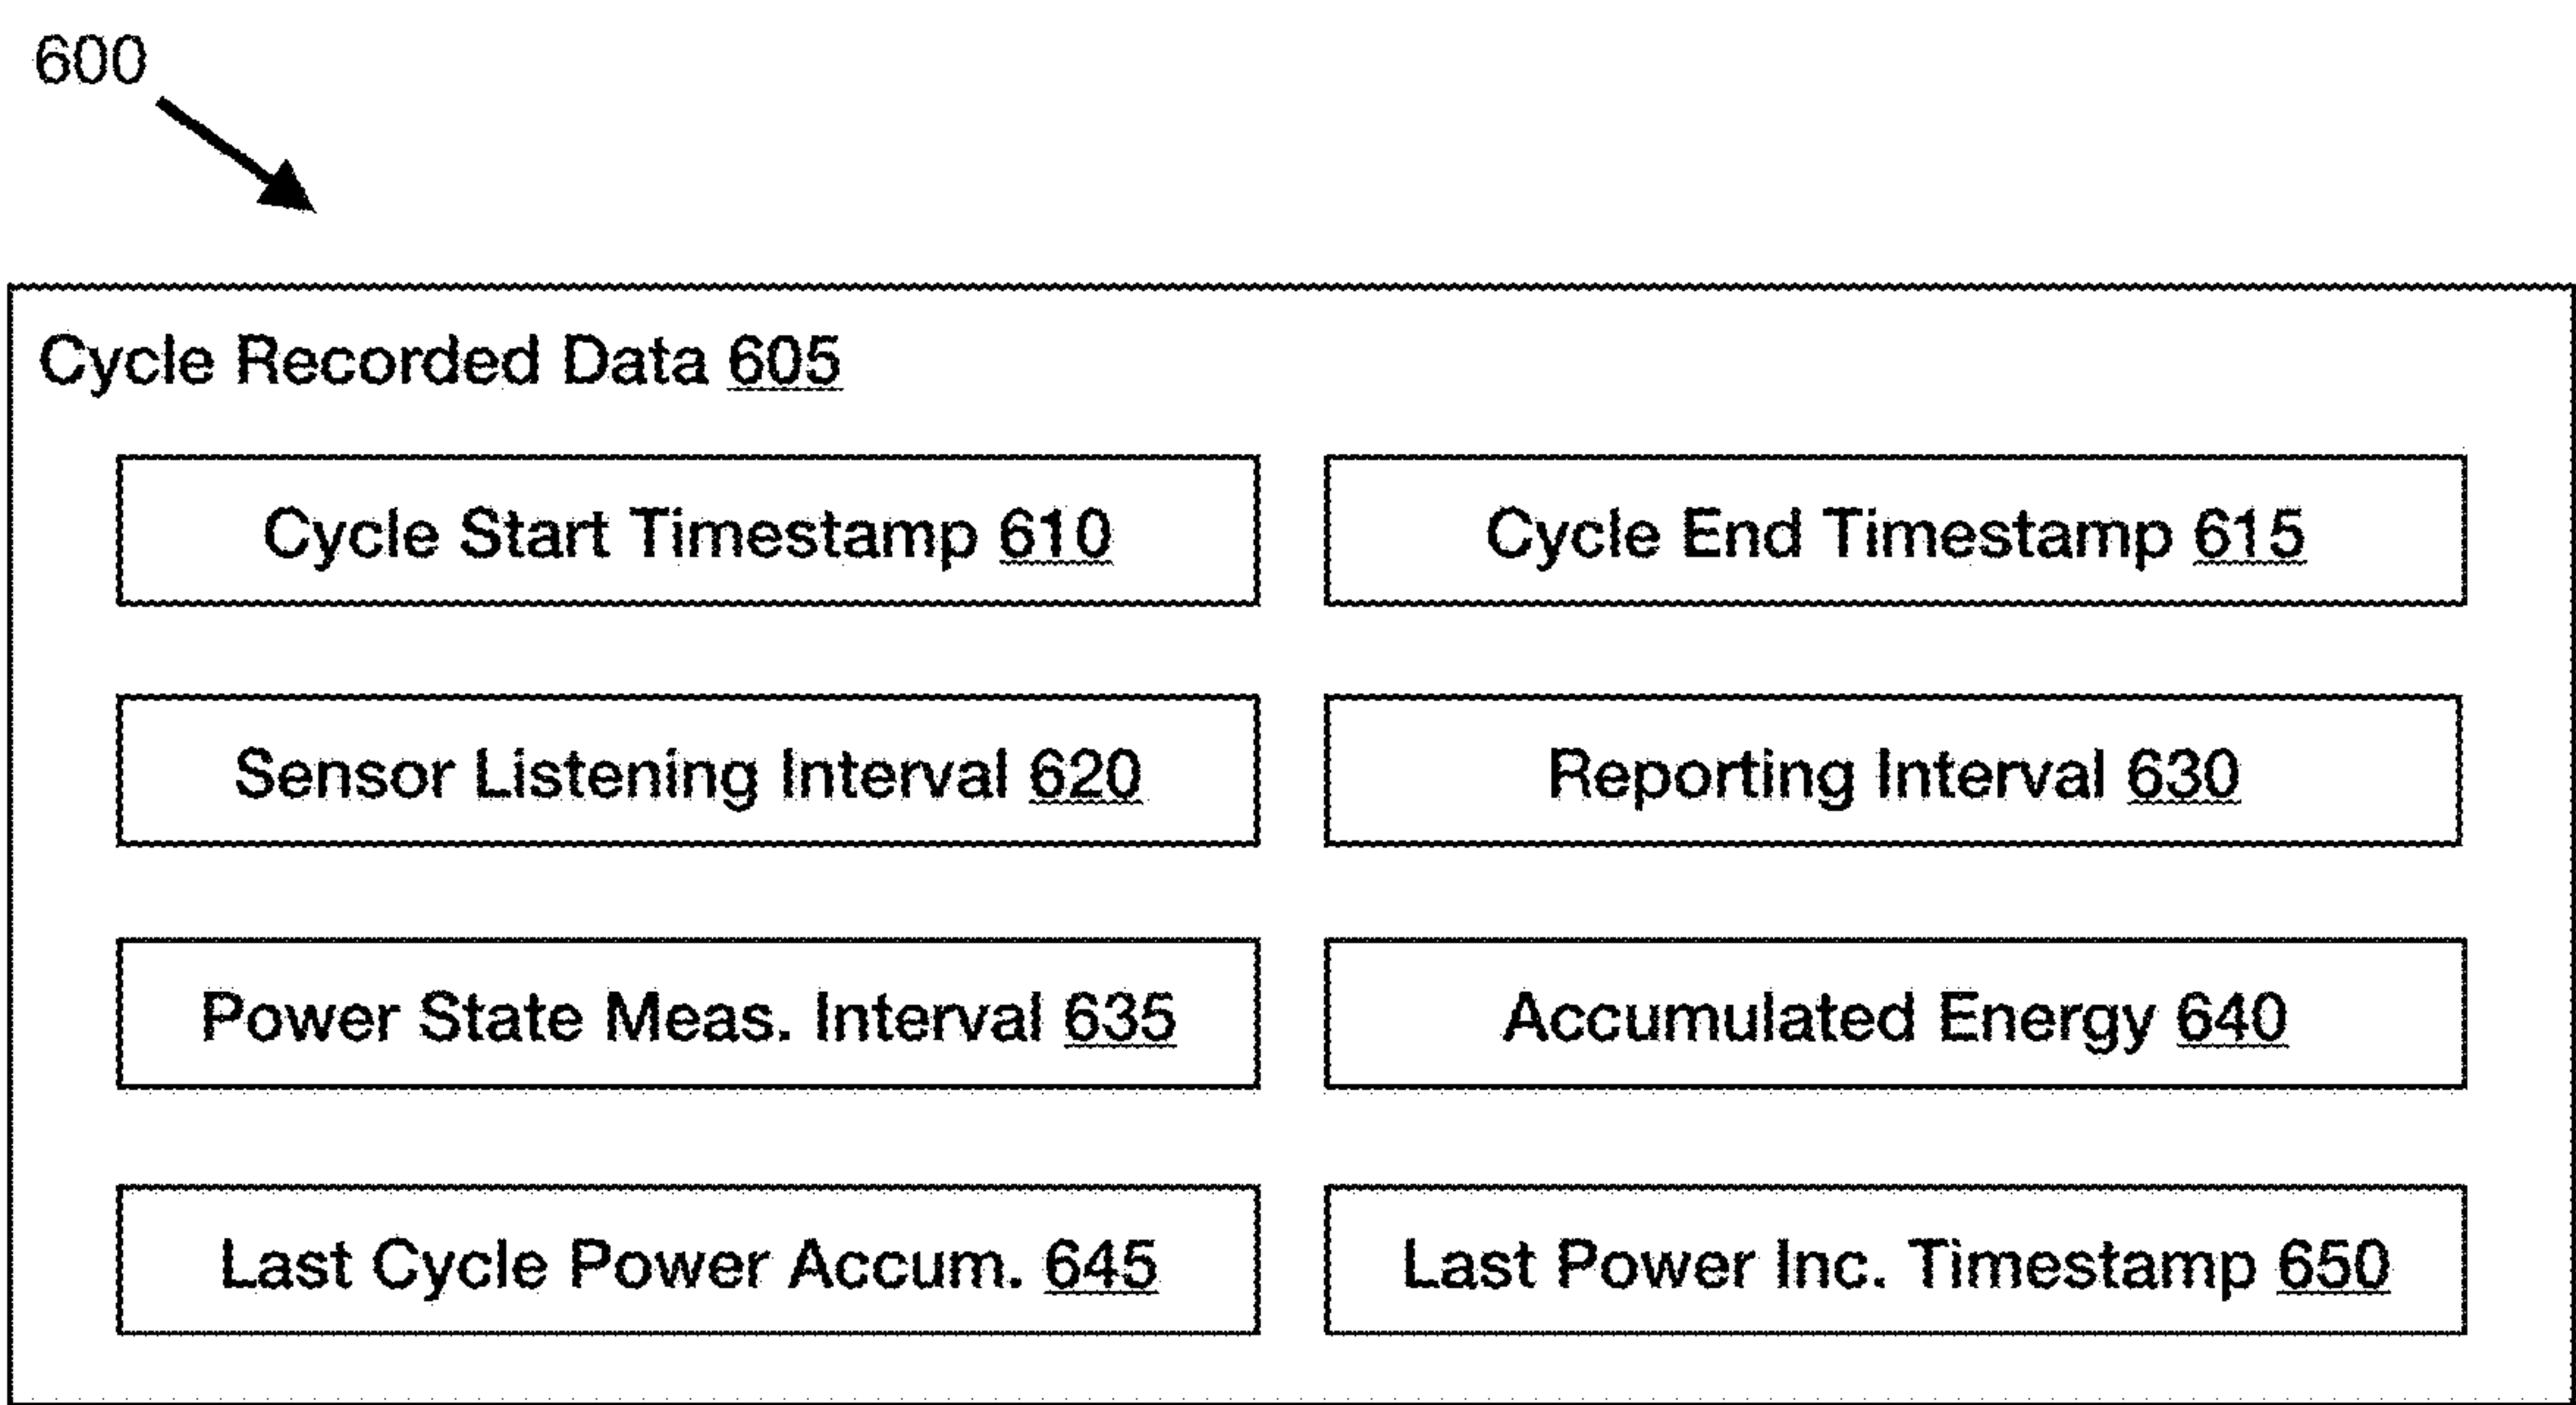 600
Cycle Recorded Data 605
Cycle Start Timestamp 610
Cycle End Timestamp 615
Sensor Listening Interval 620
Reporting Interval 630
Power State Meas. Interval 635
Accumulated Energy 640
Last Cycle Power Accum. 645
Last Power Inc. Timestamp 650